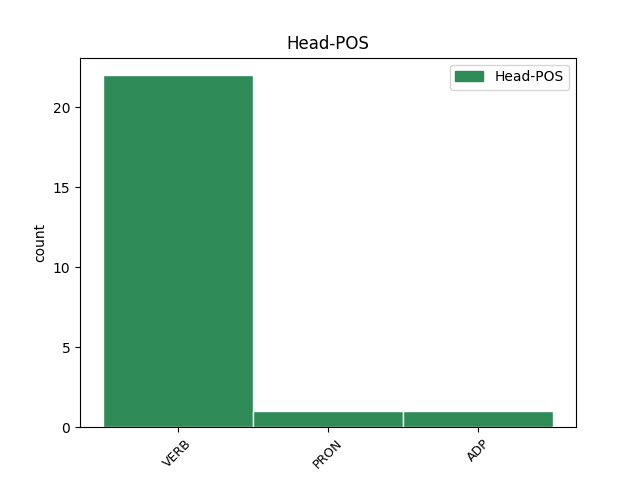 Head-POS
Head-POS
count
20
15
10
5
0
VERB
PRON
ADP